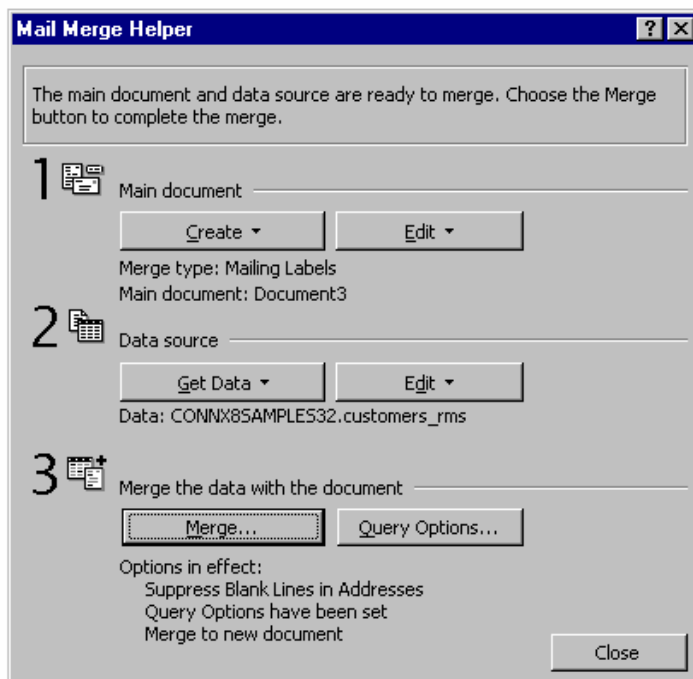 Mail Merge Helper
The main document and data source are ready to merge. Choose the Merge
button to complete the merge.
1
Main document
Create Edit
Merge type: Mailing Labels
Main document: Document3
2
Data source
Get Data Edit
Data: CONNX8SAMPLES32.customers_rms
3
Merge the data with the document
Merge... Query Options...
Options in effect:
Suppress Blank Lines in Addresses
Query Options have been set
Merge to new document
Close